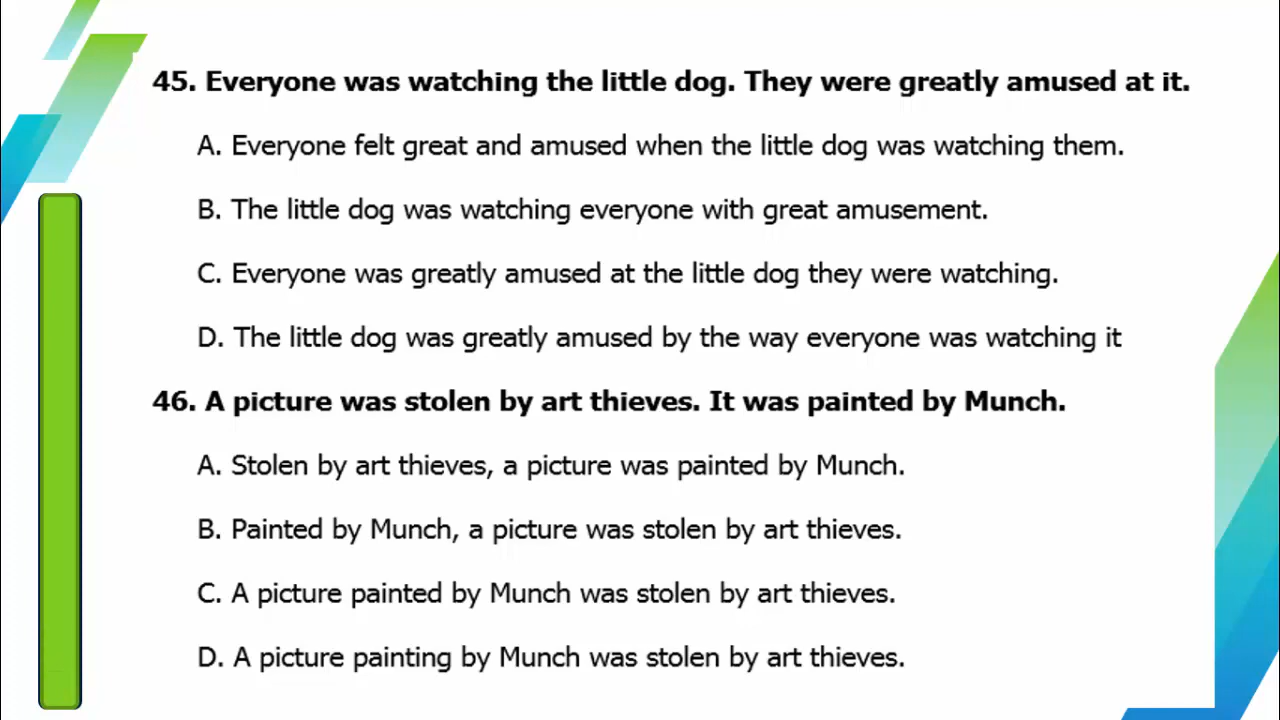 45. Everyone was watching the little dog. They were greatly amused at it.
A. Everyone felt great and amused when the little dog was watching them.
B. The little dog was watching everyone with great amusement.
C. Everyone was greatly amused at the little dog they were watching.
D. The little dog was greatly amused by the way everyone was watching it
46. A picture was stolen by art thieves. It was painted by Munch.
A. Stolen by art thieves, a picture was painted by Munch.
B. Painted by Munch, a picture was stolen by art thieves.
C. A picture painted by Munch was stolen by art thieves.
D. A picture painting by Munch was stolen by art thieves.